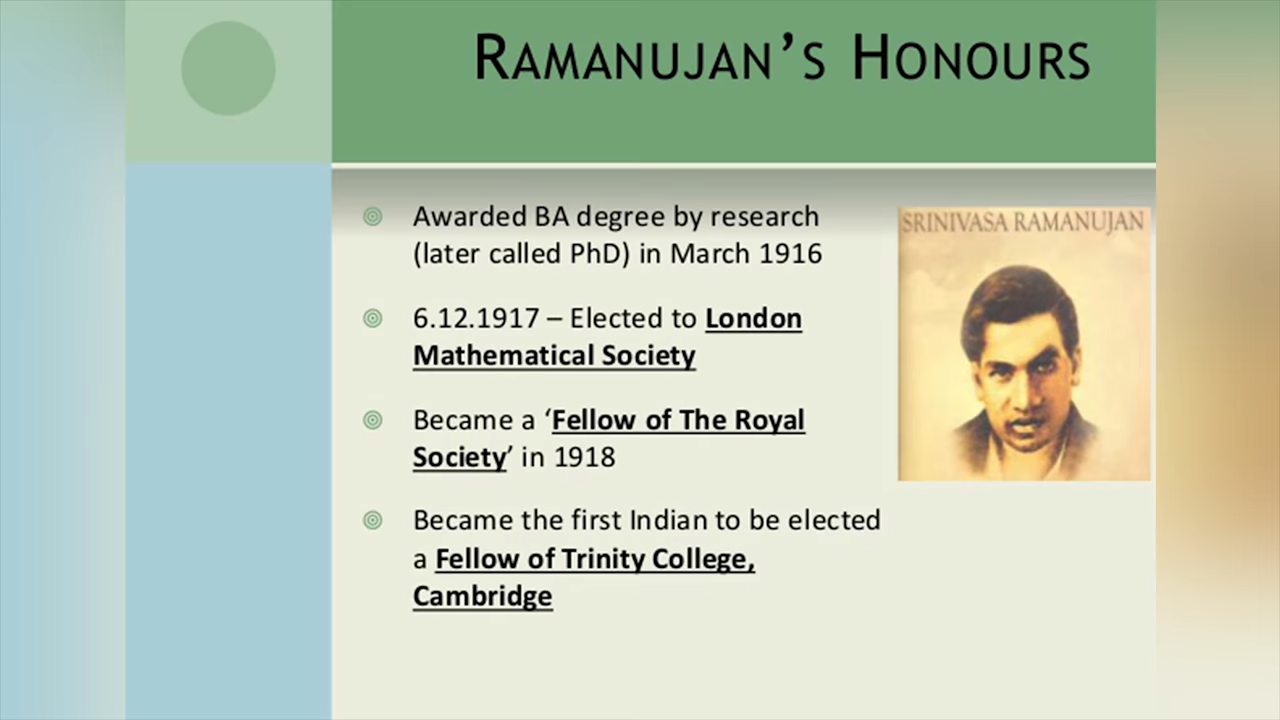 RAMANUJAN’S HONOURS
Awarded BA degree by research
(later called PhD) in March 1916
6.12.1917 – Elected to London
Mathematical Society
Became a ‘Fellow of The Royal
Society’ in 1918
Became the first Indian to be elected
a Fellow of Trinity College,
Cambridge
SRINIVASA RAMANUJAN